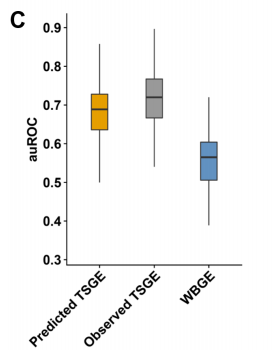 C
auROC
0.9
0.8
0.7
0.6
0.5
0.4
0.3
Predicted TSGE
Observed TSGE
WBGE